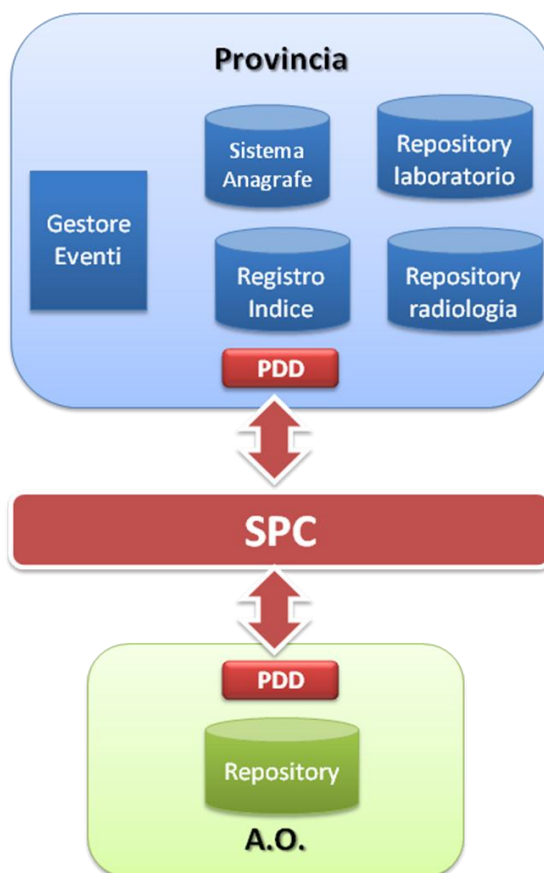 Provincia
Sistema
Anagrafe
Repository
laboratorio
Gestore
Eventi
Registro
Indice
Repository
radiologia
PDD
SPC
PDD
Repository
A.O.